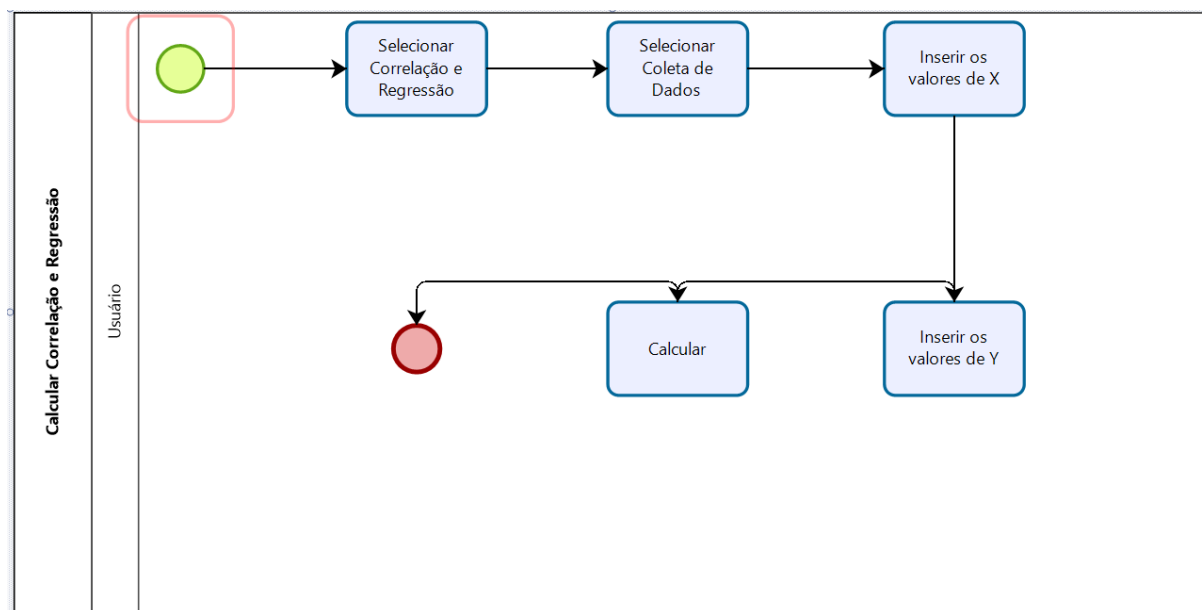 Calcular Correlação e Regressão
Usuário
Selecionar
Correlação e
Regressão
Selecionar
Coleta de
Dados
Inserir os
valores de X
Calcular
Inserir os
valores de Y